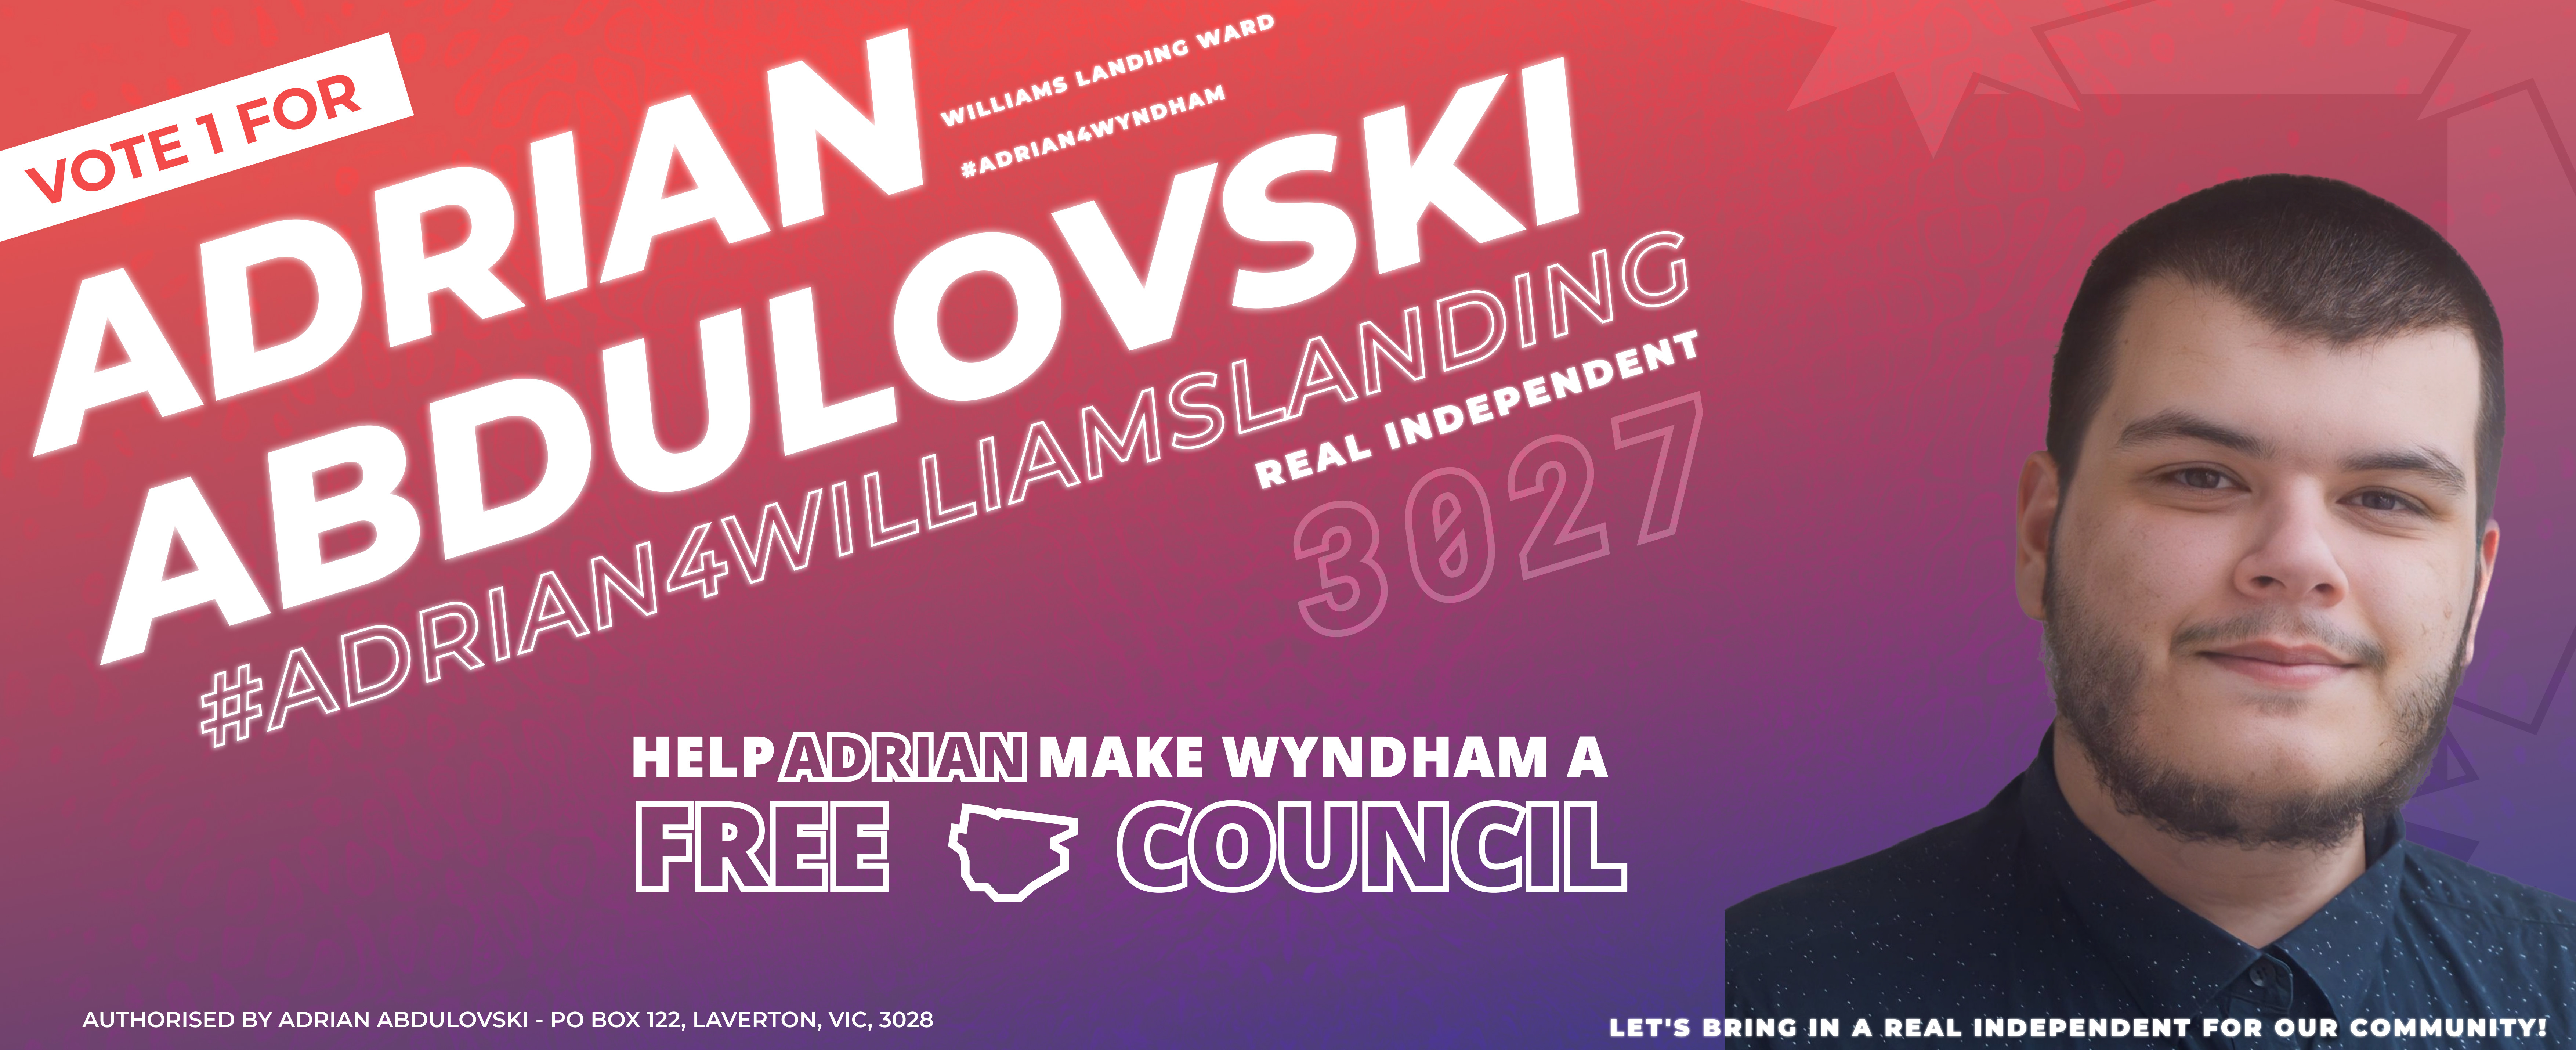 VOTE 1 FOR
ADRIAN
WILLIAMS LANDING WARD
#ADRIAN4WYNDHAM
ABDULOVSKI
#ADRIAN4WILLIAMSLANDING
REAL INDEPENDENT
3027
HELP ADRIAN MAKE WYNDHAM A
FREE COUNCIL
AUTHORISED BY ADRIAN ABDULOVSKI - PO BOX 122, LAVERTON, VIC, 3028
LET'S BRING IN A REAL INDEPENDENT FOR OUR COMMUNITY!